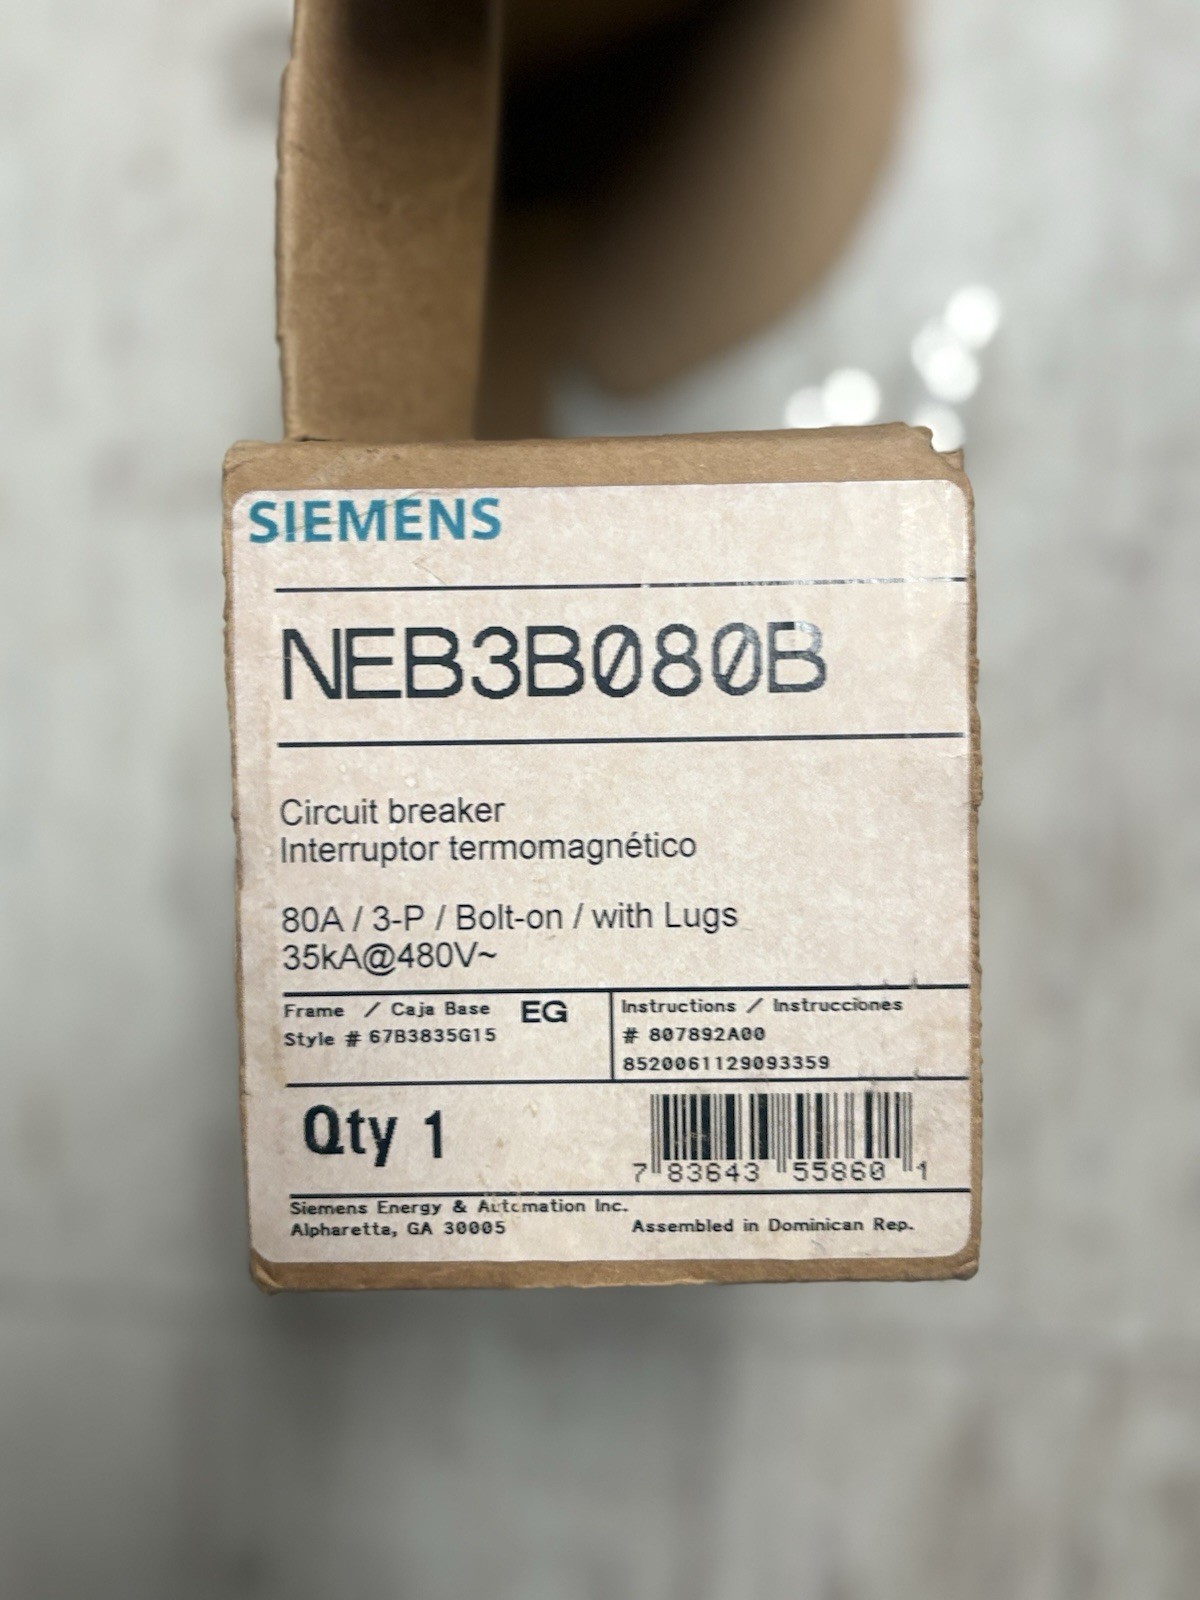 SIEMENS
NEB3B080B
Circuit breaker
Interruptor termomagnético
80A / 3-P / Bolt-on / with Lugs
35kA@480V~
Frame / Caja Base EG
Style # 67B3835G15
Instructions / Instrucciones
# 807892A00
8520061129093359
Qty 1
7 83643 55860 1
Siemens Energy & Automation Inc.
Alpharetta, GA 30005
Assembled in Dominican Rep.